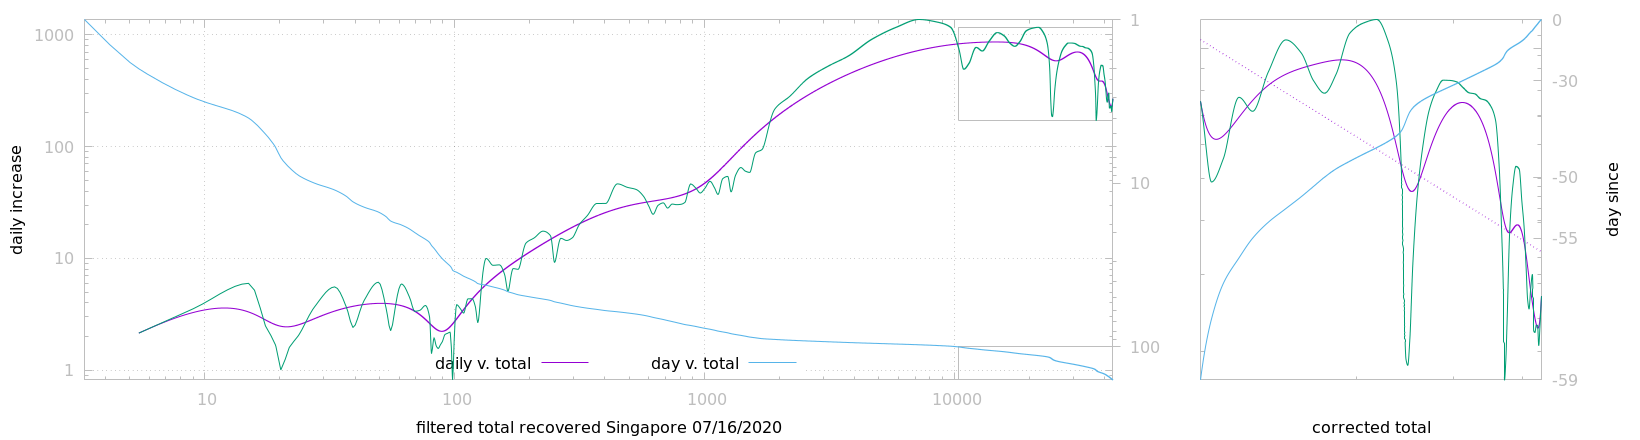 1000
100
10
1
daily increase
10
100
1000
10000
filtered total recovered Singapore 07/16/2020
daily v. total
day v. total
1
10
100
0
-30
-50
-55
-59
day since
corrected total